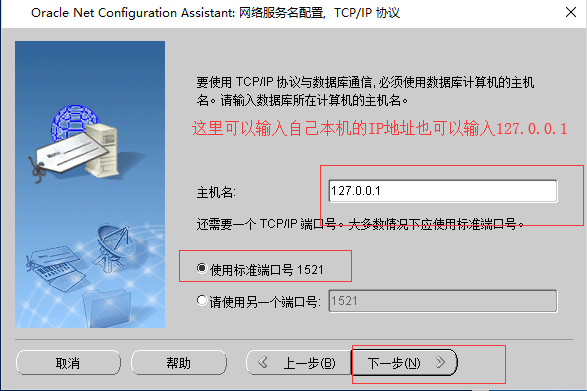 Oracle Net Configuration Assistant: 网络服务名配置, TCP/IP 协议
要使用 TCP/IP 协议与数据库通信, 必须使用数据库计算机的主机
名。请输入数据库所在计算机的主机名。
这里可以输入自己本机的IP地址也可以输入127.0.0.1
主机名: 127.0.0.1
还需要一个 TCP/IP 端口号。大多数情况下应使用标准端口号。
使用标准端口号 1521
请使用另一个端口号: 1521
取消 帮助 上一步(B) 下一步(N)